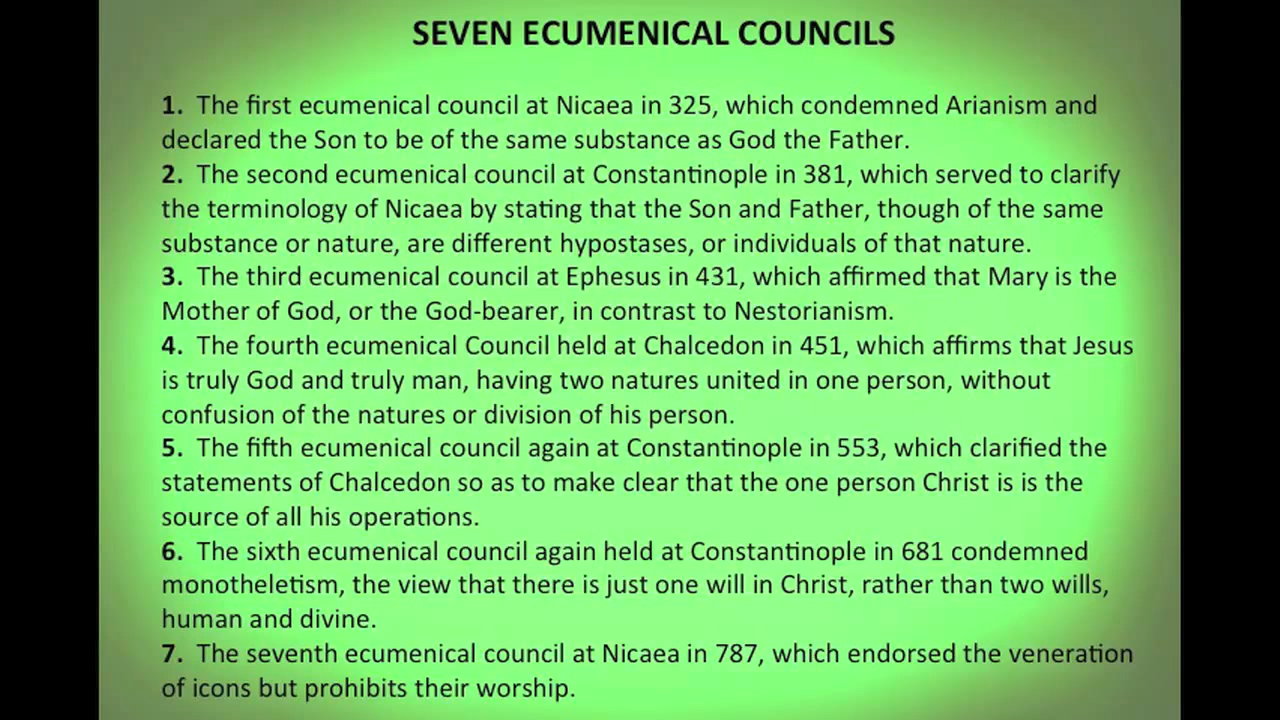 SEVEN ECUMENICAL COUNCILS
1. The first ecumenical council at Nicaea in 325, which condemned Arianism and
declared the Son to be of the same substance as God the Father.
2. The second ecumenical council at Constantinople in 381, which served to clarify
the terminology of Nicaea by stating that the Son and Father, though of the same
substance or nature, are different hypostases, or individuals of that nature.
3. The third ecumenical council at Ephesus in 431, which affirmed that Mary is the
Mother of God, or the God-bearer, in contrast to Nestorianism.
4. The fourth ecumenical Council held at Chalcedon in 451, which affirms that Jesus
is truly God and truly man, having two natures united in one person, without
confusion of the natures or division of his person.
5. The fifth ecumenical council again at Constantinople in 553, which clarified the
statements of Chalcedon so as to make clear that the one person Christ is is the
source of all his operations.
6. The sixth ecumenical council again held at Constantinople in 681 condemned
monotheletism, the view that there is just one will in Christ, rather than two wills,
human and divine.
7. The seventh ecumenical council at Nicaea in 787, which endorsed the veneration
of icons but prohibits their worship.